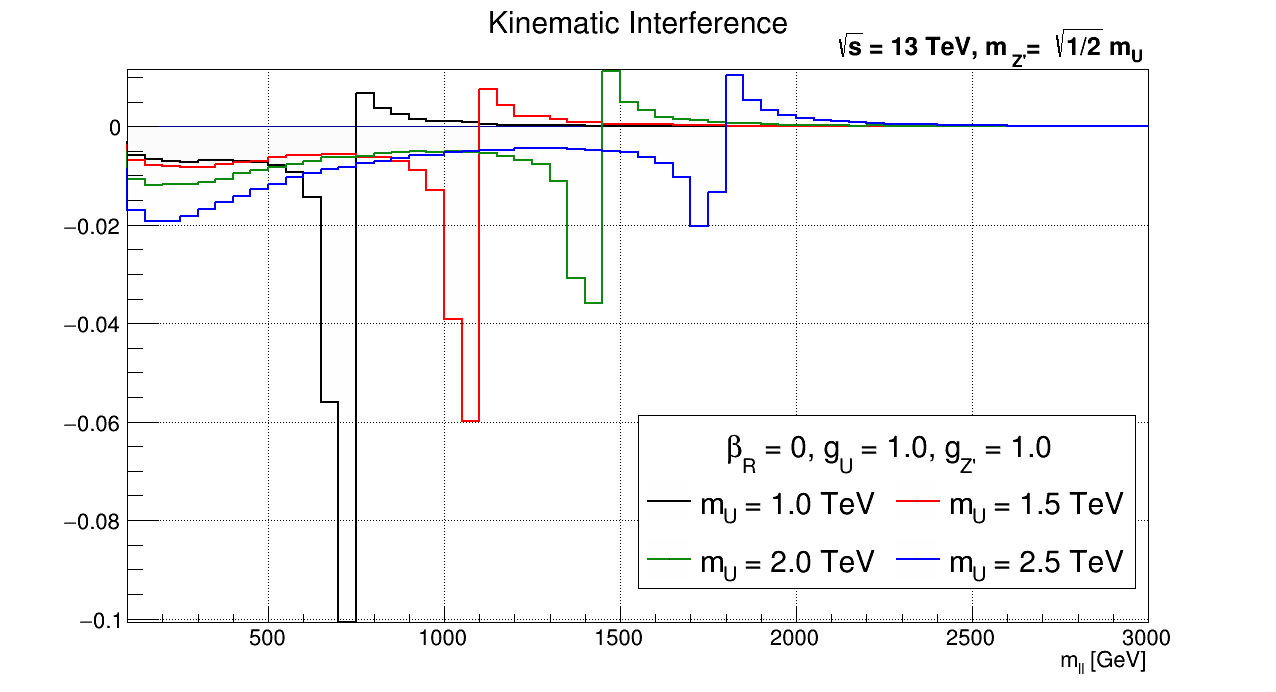 Kinematic Interference
√s = 13 TeV, m_Z'= √1/2 m_U
0
−0.02
−0.04
−0.06
−0.08
−0.1
β_R = 0, g_U = 1.0, g_Z' = 1.0
m_U = 1.0 TeV m_U = 1.5 TeV
m_U = 2.0 TeV m_U = 2.5 TeV
500 1000 1500 2000 2500 3000
m_ll [GeV]